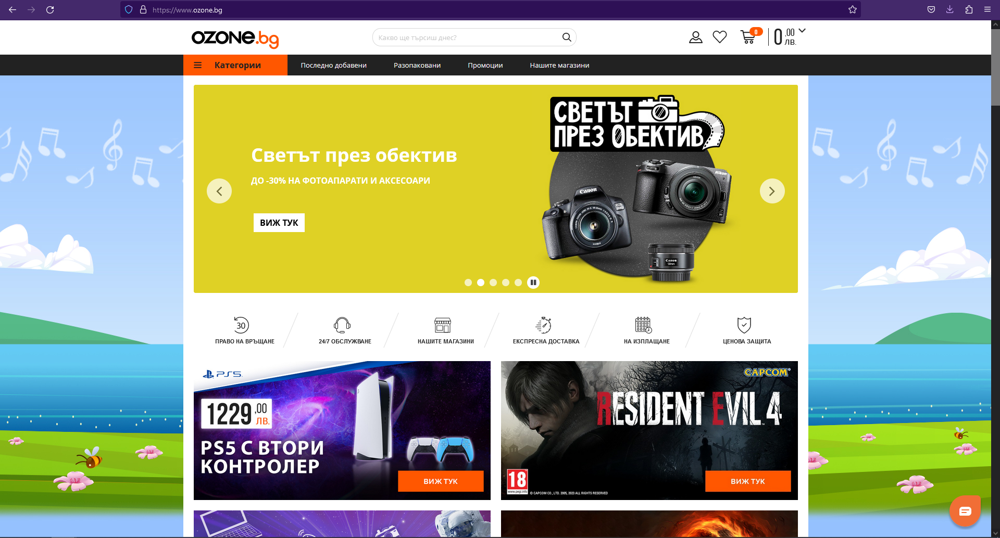 https://www.ozone.bg
ozone.bg
Какво ще търсиш днес?
0
0,00 ЛВ.
Категории
Последно добавени
Разопаковани
Промоции
Нашите магазини
СВЕТЪТ
ПРЕЗ ОБЕКТИВ
Светът през обектив
ДО -30% НА ФОТОАПАРАТИ И АКСЕСОАРИ
ВИЖ ТУК
Nikon
Canon
Canon
50mm
30
ПРАВО НА ВРЪЩАНЕ
24/7 ОБСЛУЖВАНЕ
НАШИТЕ МАГАЗИНИ
ЕКСПРЕСНА ДОСТАВКА
НА ИЗПЛАЩАНЕ
ЦЕНОВА ЗАЩИТА
PS5
1229,00 ЛВ.
PS5 С ВТОРИ
КОНТРОЛЕР
ВИЖ ТУК
CAPCOM
RESIDENT EVIL 4
18
www.pegi.info
© CAPCOM CO., LTD. 2005, 2023 ALL RIGHTS RESERVED
ВИЖ ТУК